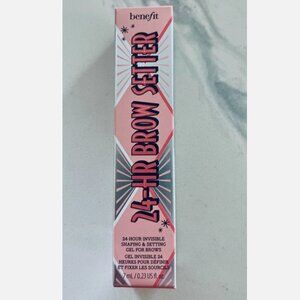 benefit
24-HR BROW SETTER
24-HOUR INVISIBLE
SHAPING & SETTING
GEL FOR BROWS
GEL INVISIBLE 24
HEURES POUR DÉFINIR
ET FIXER LES SOURCILS
7 mL / 0.23 US fl. oz.